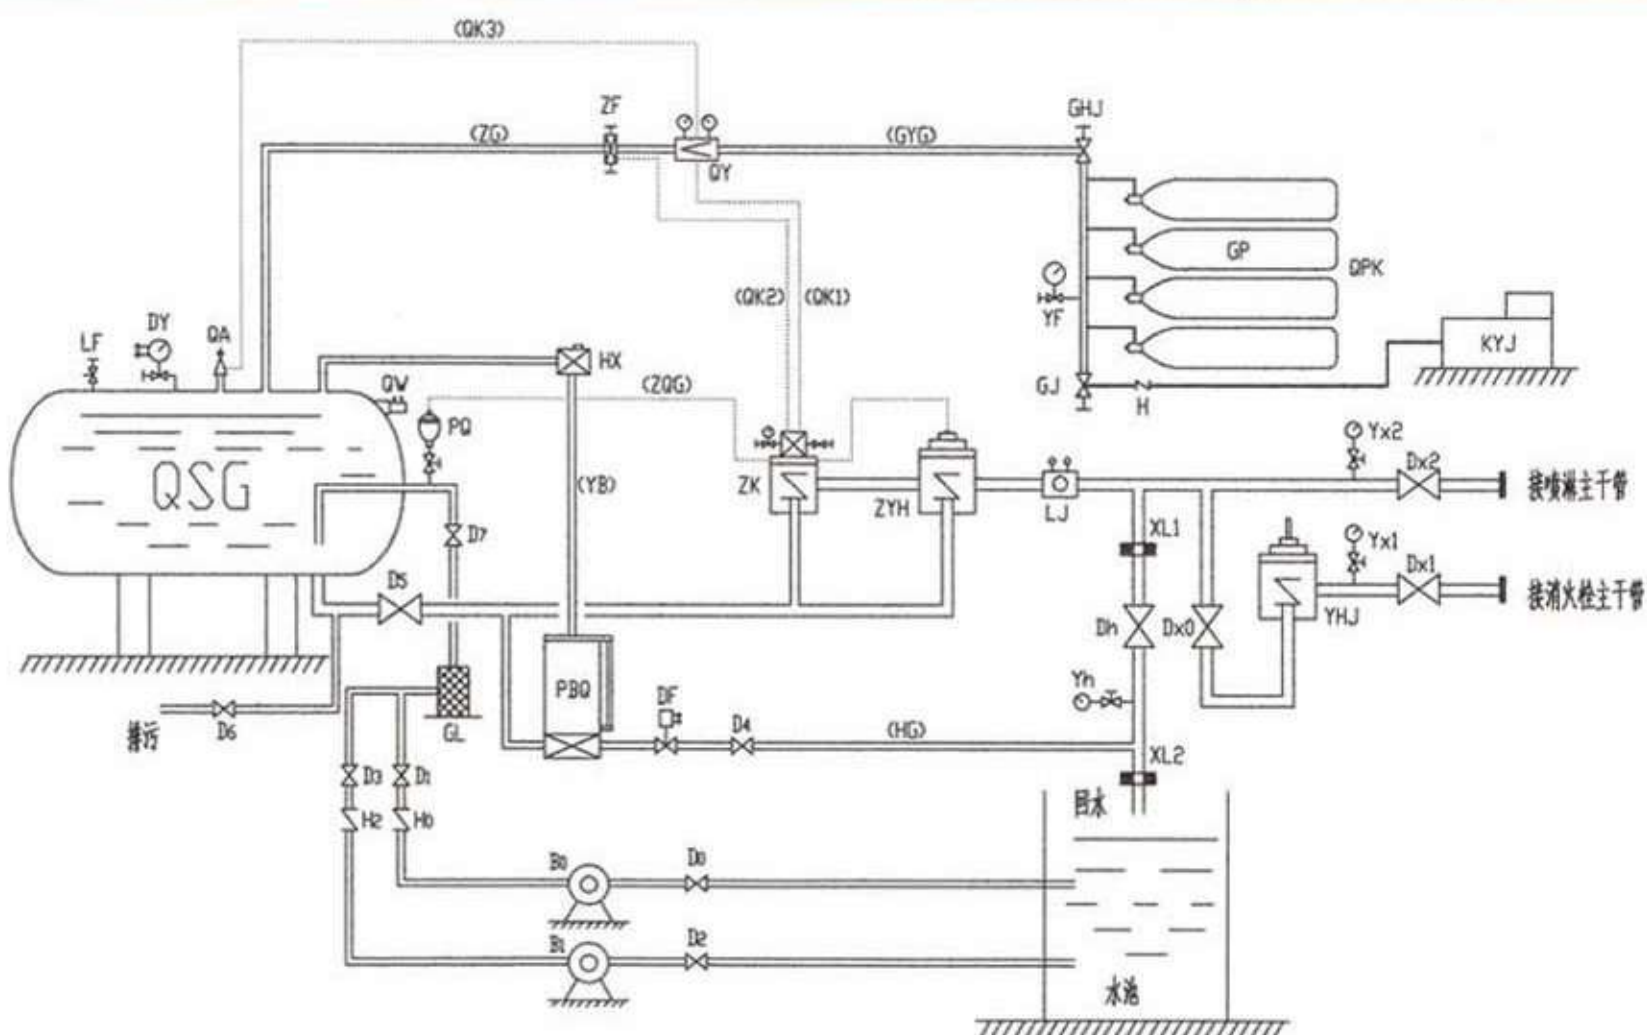 (QK3)
ZF
GHJ
(ZG)
(GYG)
QY
GP
QPK
(QK2)
(QK1)
YF
DY
LF
QA
HX
KYJ
GJ
H
QW
(ZQG)
PQ
Yx2
Dx2
QSG
(YB)
ZK
ZYH
LJ
接喷淋主干管
D7
XL1
Yx1
Dx1
D5
接消火栓主干管
Dh
Dx0
YHJ
PBQ
Yh
DF
D4
(HG)
排污
D6
GL
XL2
D3
D1
回水
H2
H0
B0
D0
B1
D2
水池